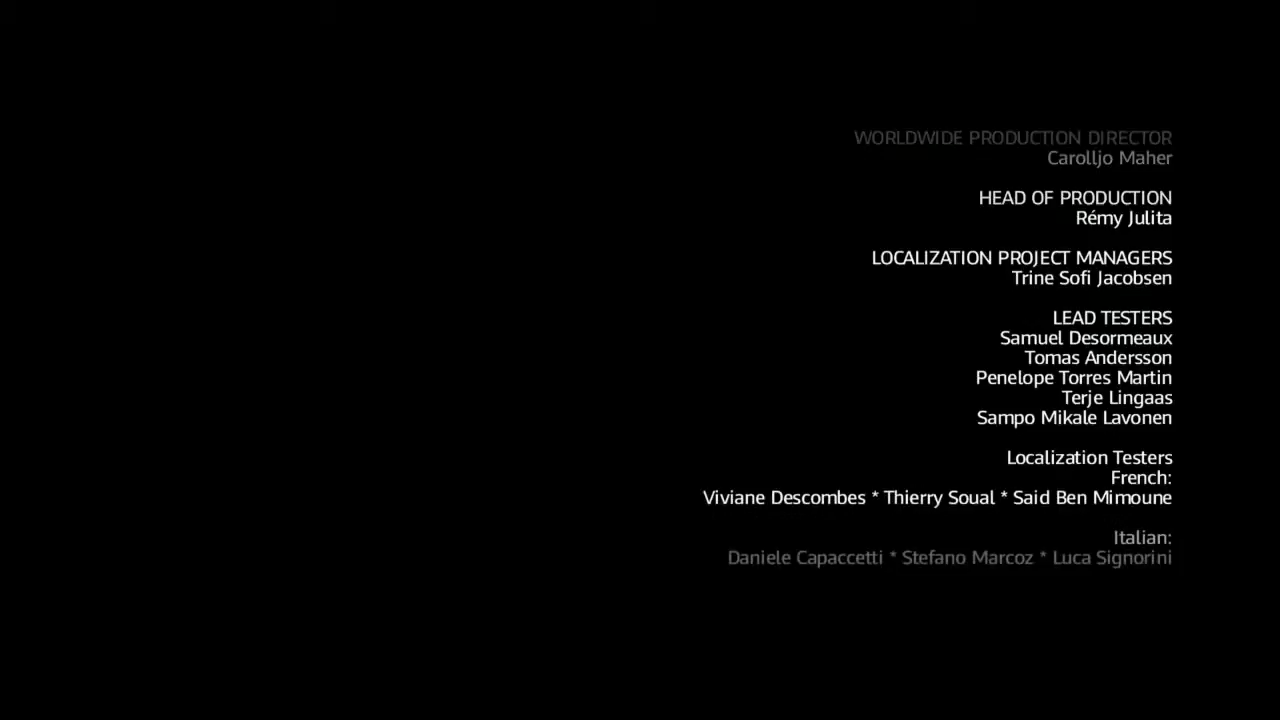 WORLDWIDE PRODUCTION DIRECTOR
Carolljo Maher
HEAD OF PRODUCTION
Rémy Julita
LOCALIZATION PROJECT MANAGERS
Trine Sofi Jacobsen
LEAD TESTERS
Samuel Desormeaux
Tomas Andersson
Penelope Torres Martin
Terje Lingaas
Sampo Mikale Lavonen
Localization Testers
French:
Viviane Descombes * Thierry Soual * Said Ben Mimoune
Italian:
Daniele Capaccetti * Stefano Marcoz * Luca Signorini